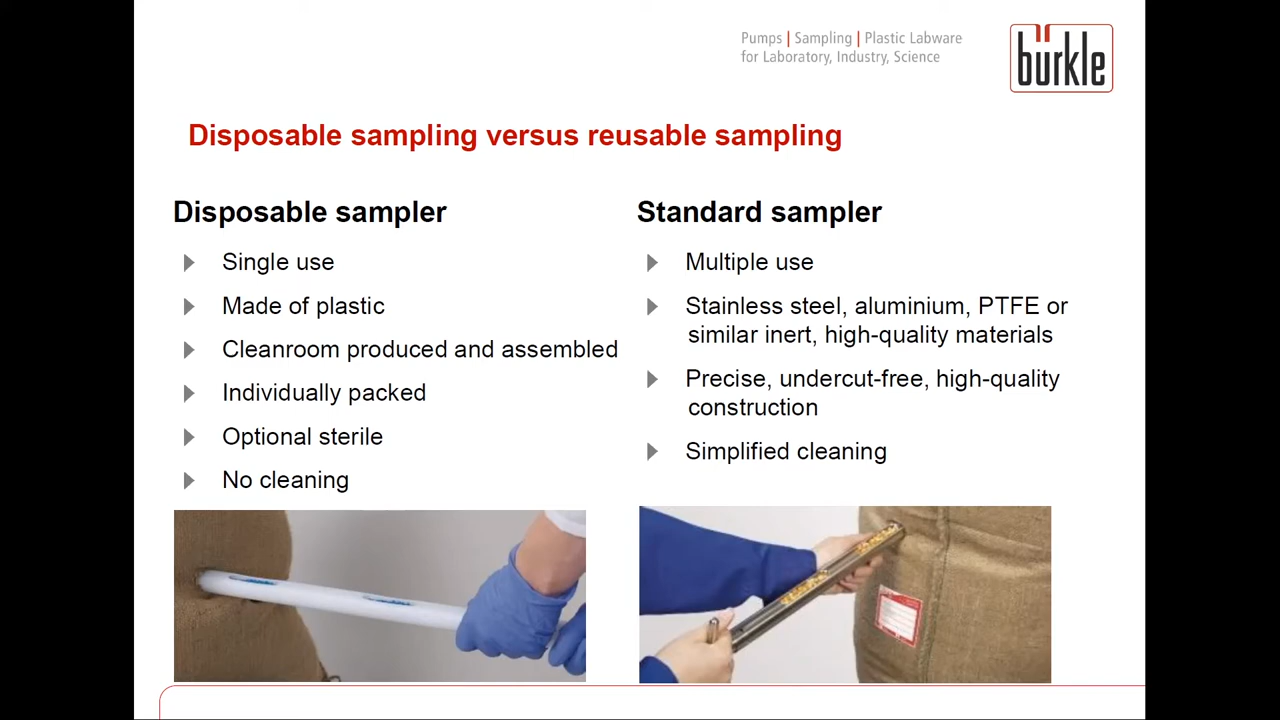 Pumps | Sampling | Plastic Labware
for Laboratory, Industry, Science
bürkle
Disposable sampling versus reusable sampling
Disposable sampler
Single use
Made of plastic
Cleanroom produced and assembled
Individually packed
Optional sterile
No cleaning
Standard sampler
Multiple use
Stainless steel, aluminium, PTFE or
similar inert, high-quality materials
Precise, undercut-free, high-quality
construction
Simplified cleaning